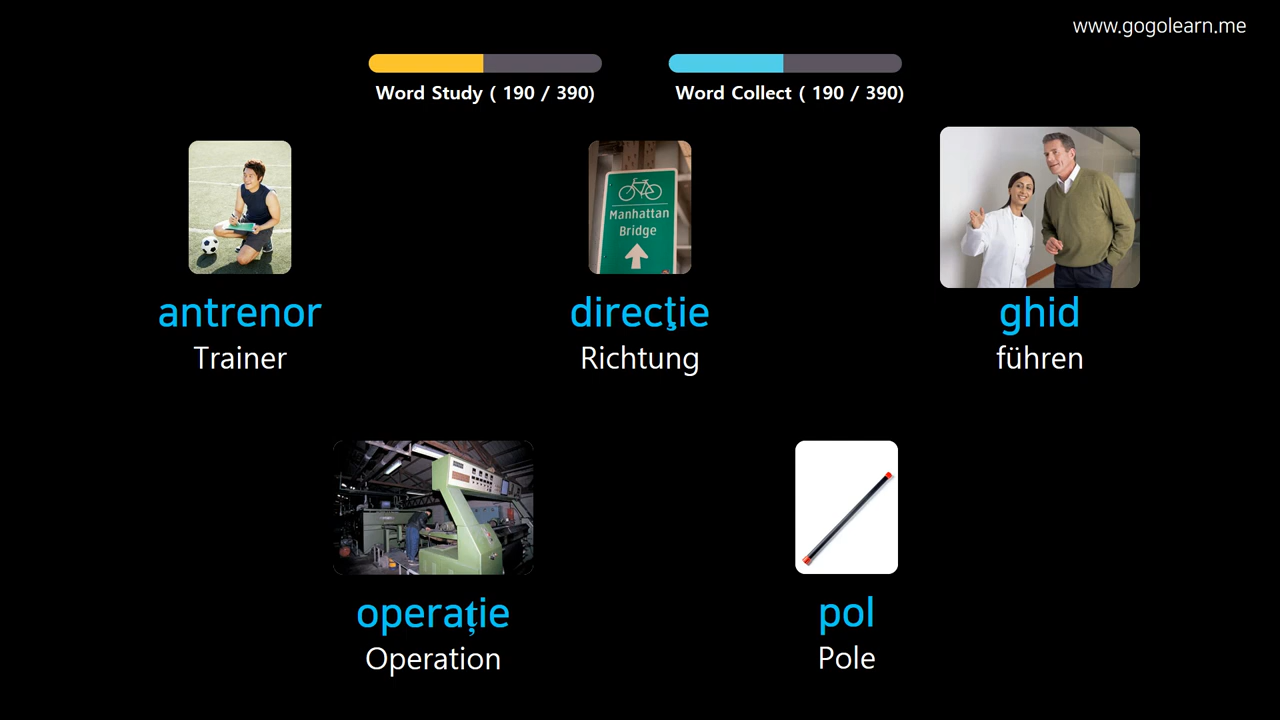 www.gogolearn.me
Word Study ( 190 / 390)
Word Collect ( 190 / 390)
Manhattan
Bridge
antrenor
direcţie
ghid
Trainer
Richtung
führen
operație
pol
Operation
Pole